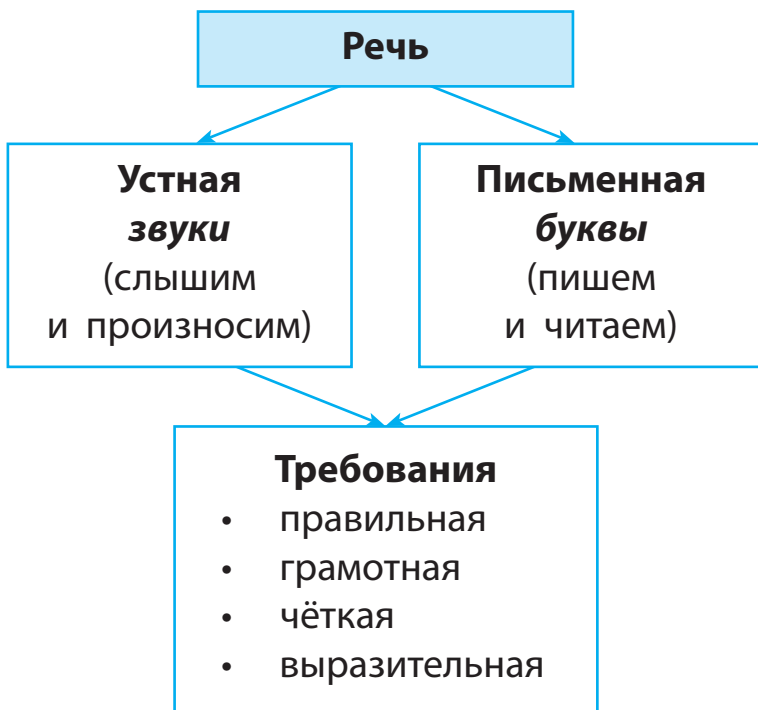 Речь
Устная
звуки
(слышим
и произносим)
Письменная
буквы
(пишем
и читаем)
Требования
• правильная
• грамотная
• чёткая
• выразительная